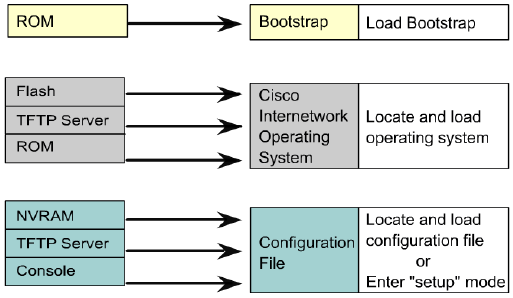 ROM
Bootstrap
Load Bootstrap
Flash
TFTP Server
ROM
Cisco
Internetwork
Operating
System
Locate and load
operating system
NVRAM
TFTP Server
Console
Configuration
File
Locate and load
configuration file
or
Enter "setup" mode